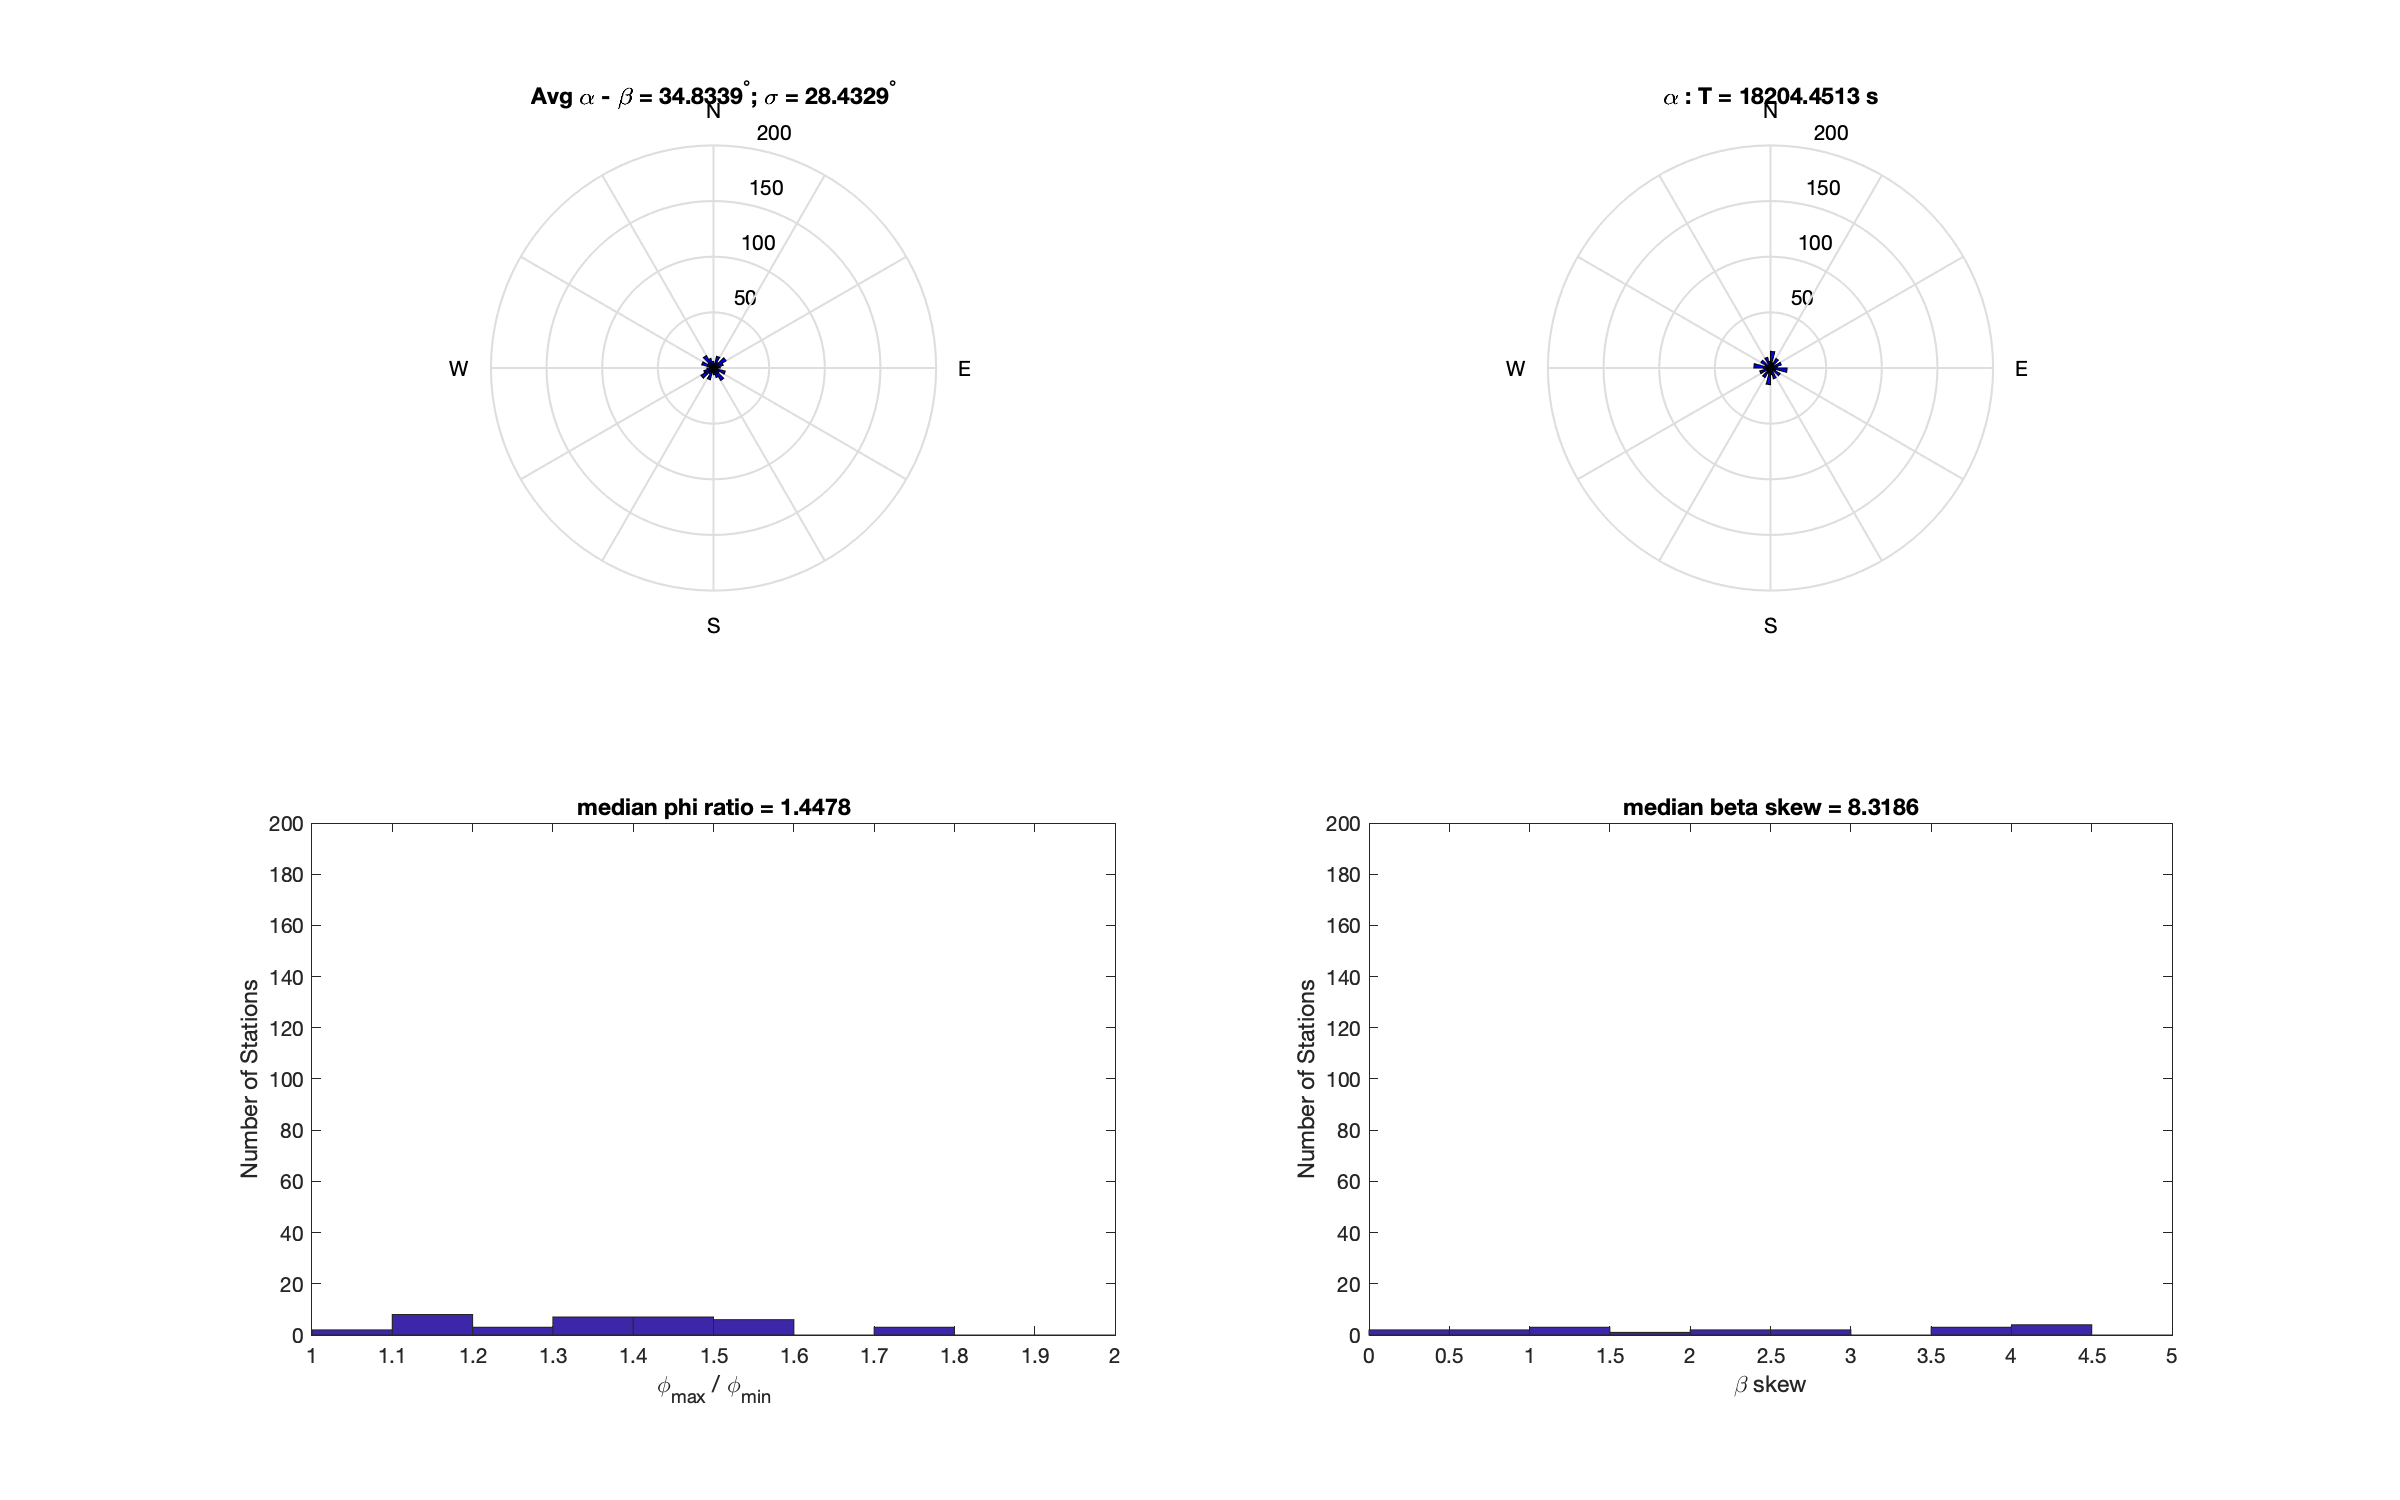 Avg α - β = 34.8339°; σ = 28.4329°
N
200
150
100
50
W
E
S
α : T = 18204.4513 s
N
200
150
100
50
W
E
S
median phi ratio = 1.4478
200
180
160
140
120
100
80
60
40
20
0
Number of Stations
1 1.1 1.2 1.3 1.4 1.5 1.6 1.7 1.8 1.9 2
ϕmax / ϕmin
median beta skew = 8.3186
200
180
160
140
120
100
80
60
40
20
0
Number of Stations
0 0.5 1 1.5 2 2.5 3 3.5 4 4.5 5
β skew